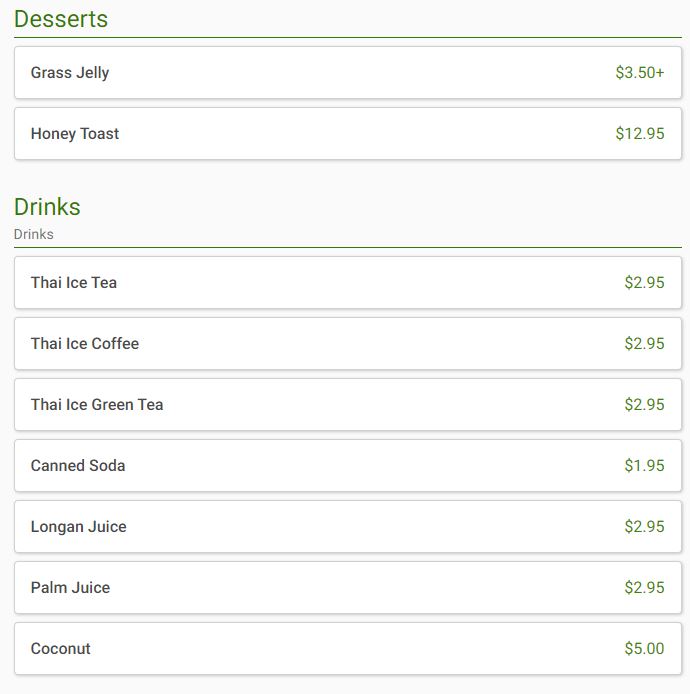 Desserts
Grass Jelly $3.50+
Honey Toast $12.95
Drinks
Drinks
Thai Ice Tea $2.95
Thai Ice Coffee $2.95
Thai Ice Green Tea $2.95
Canned Soda $1.95
Longan Juice $2.95
Palm Juice $2.95
Coconut $5.00